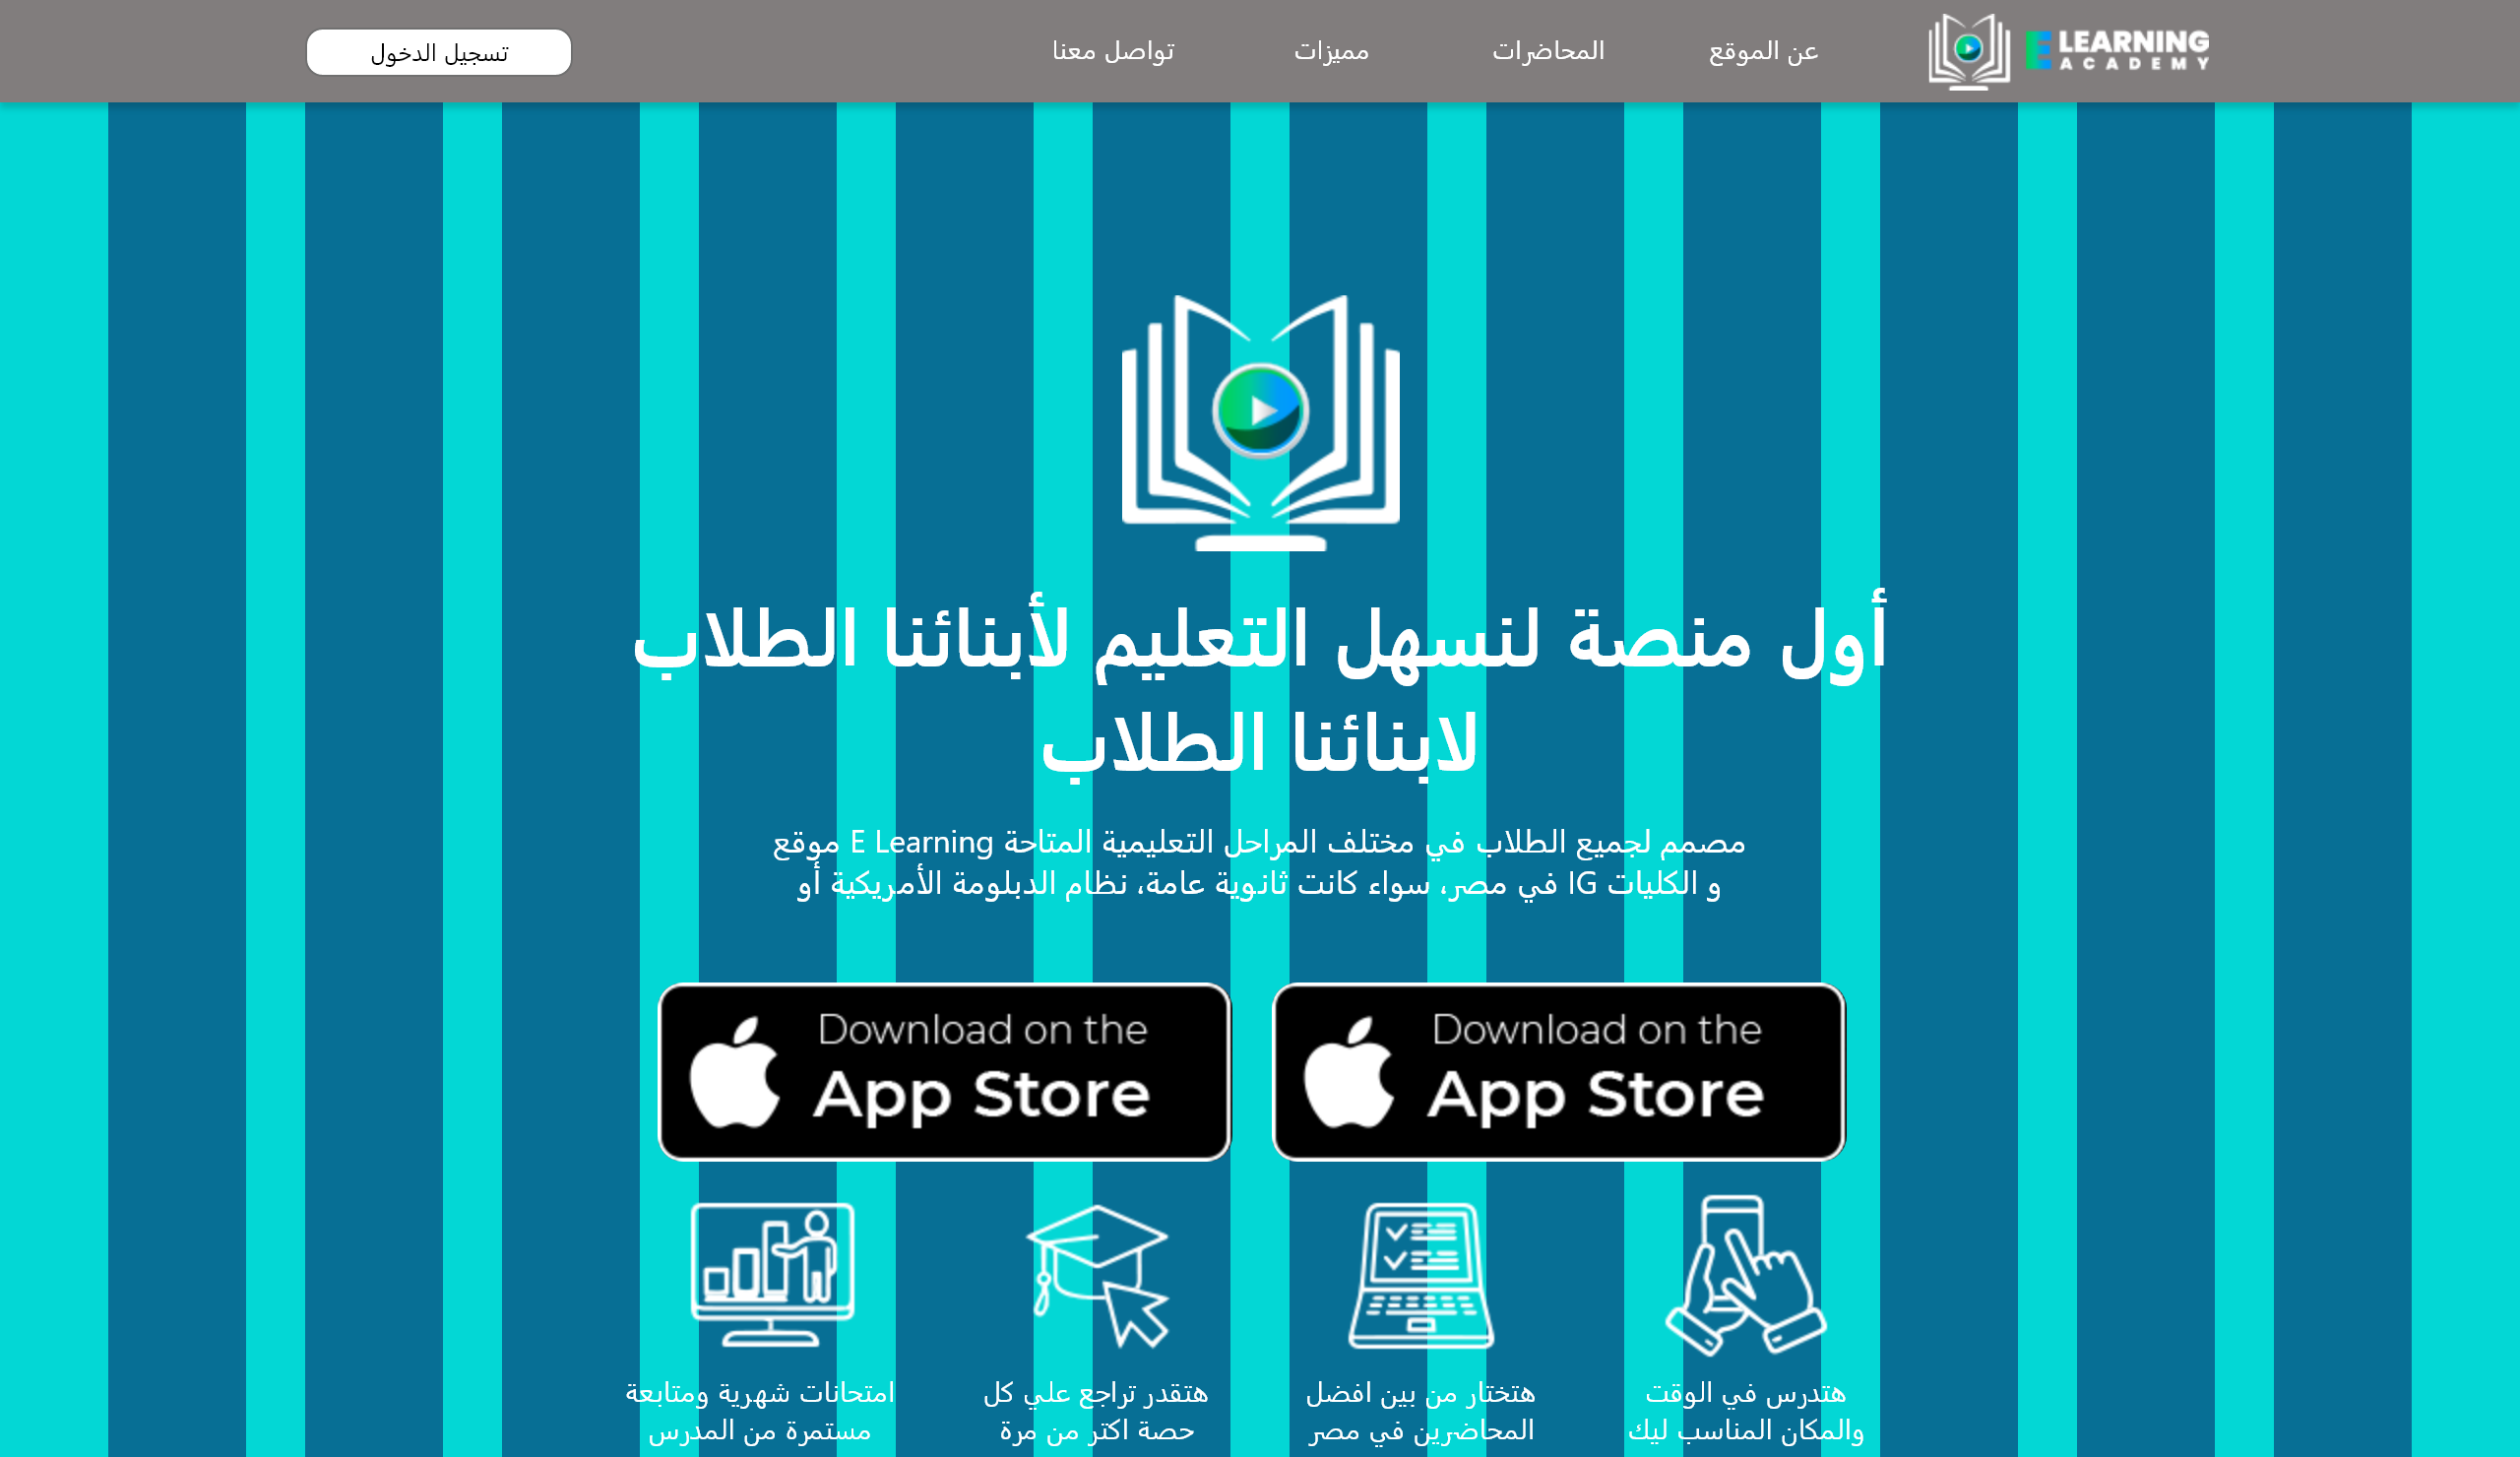 E LEARNING
ACADEMY
عن الموقع
المحاضرات
مميزات
تواصل معنا
تسجيل الدخول
أول منصة لنسهل التعليم لأبنائنا الطلاب
لابنائنا الطلاب
مصمم لجميع الطلاب في مختلف المراحل التعليمية المتاحة E Learning موقع
و الكليات IG في مصر، سواء كانت ثانوية عامة، نظام الدبلومة الأمريكية أو
Download on the
App Store
Download on the
App Store
هتدرس في الوقت
والمكان المناسب ليك
هتختار من بين افضل
المحاضرين في مصر
هتقدر تراجع علي كل
حصة اكتر من مرة
امتحانات شهرية ومتابعة
مستمرة من المدرس